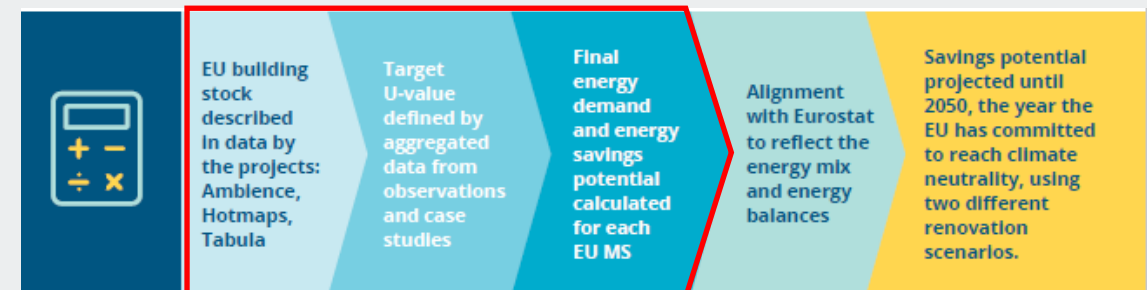 EU building
stock
described
in data by
the projects:
Ambience,
Hotmaps,
Tabula
Target
U-value
defined by
aggregated
data from
observations
and case
studies
Final
energy
demand
and energy
savings
potential
calculated
for each
EU MS
Alignment
with Eurostat
to reflect the
energy mix
and energy
balances
Savings potential
projected until
2050, the year the
EU has committed
to reach climate
neutrality, using
two different
renovation
scenarios.